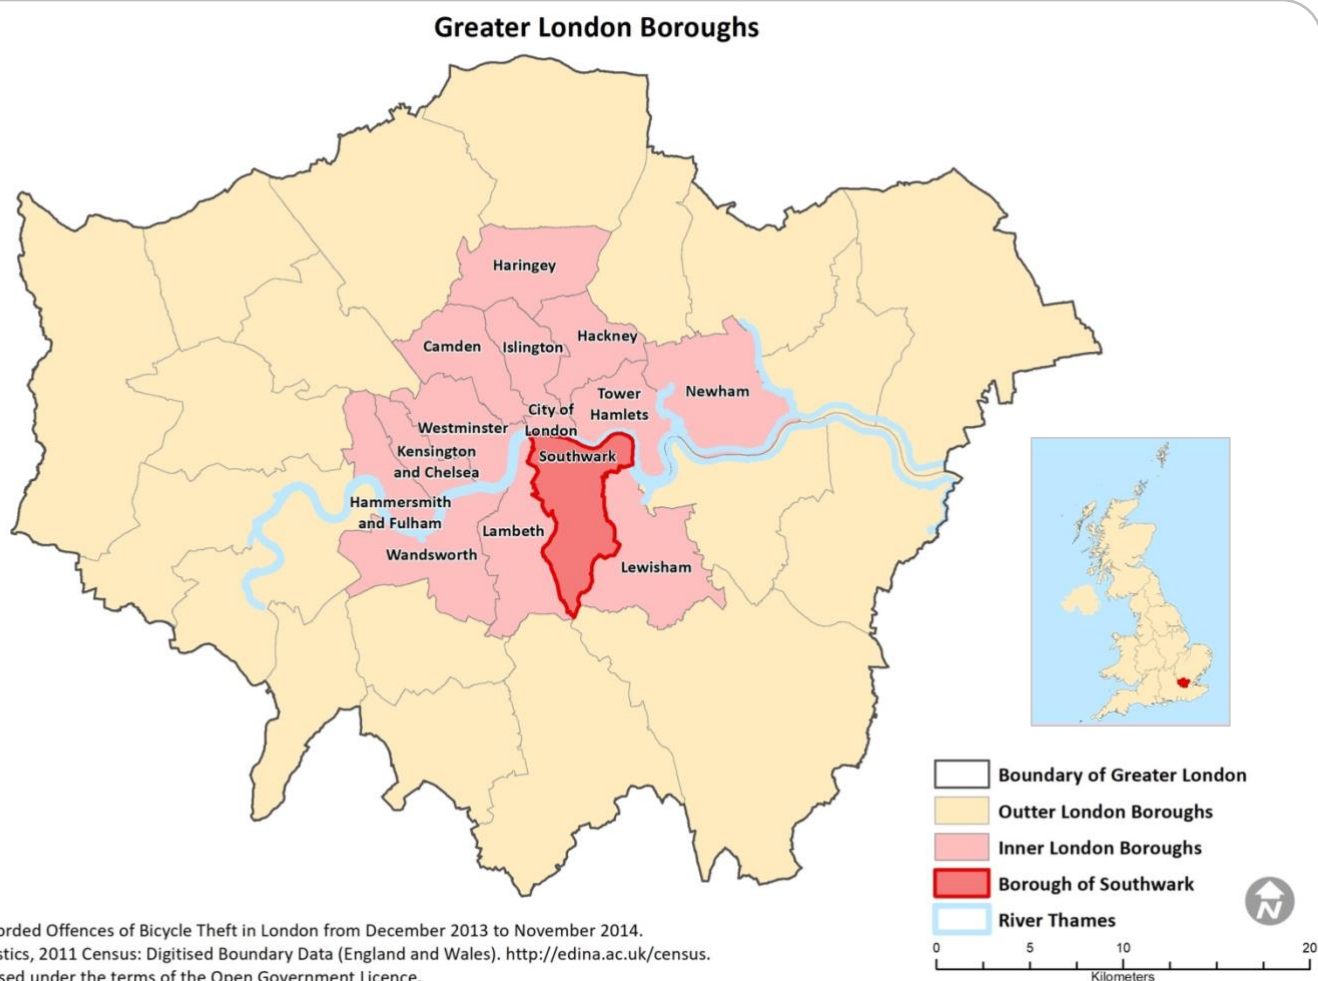 Greater London Boroughs
Haringey
Camden
Islington
Hackney
Tower
Hamlets
Newham
City of
London
Westminster
Kensington
and Chelsea
Southwark
Hammersmith
and Fulham
Lambeth
Wandsworth
Lewisham
Boundary of Greater London
Outter London Boroughs
Inner London Boroughs
Borough of Southwark
River Thames
N
0 5 10 20
Kilometers
orded Offences of Bicycle Theft in London from December 2013 to November 2014.
stics, 2011 Census: Digitised Boundary Data (England and Wales). http://edina.ac.uk/census.
sed under the terms of the Open Government Licence.